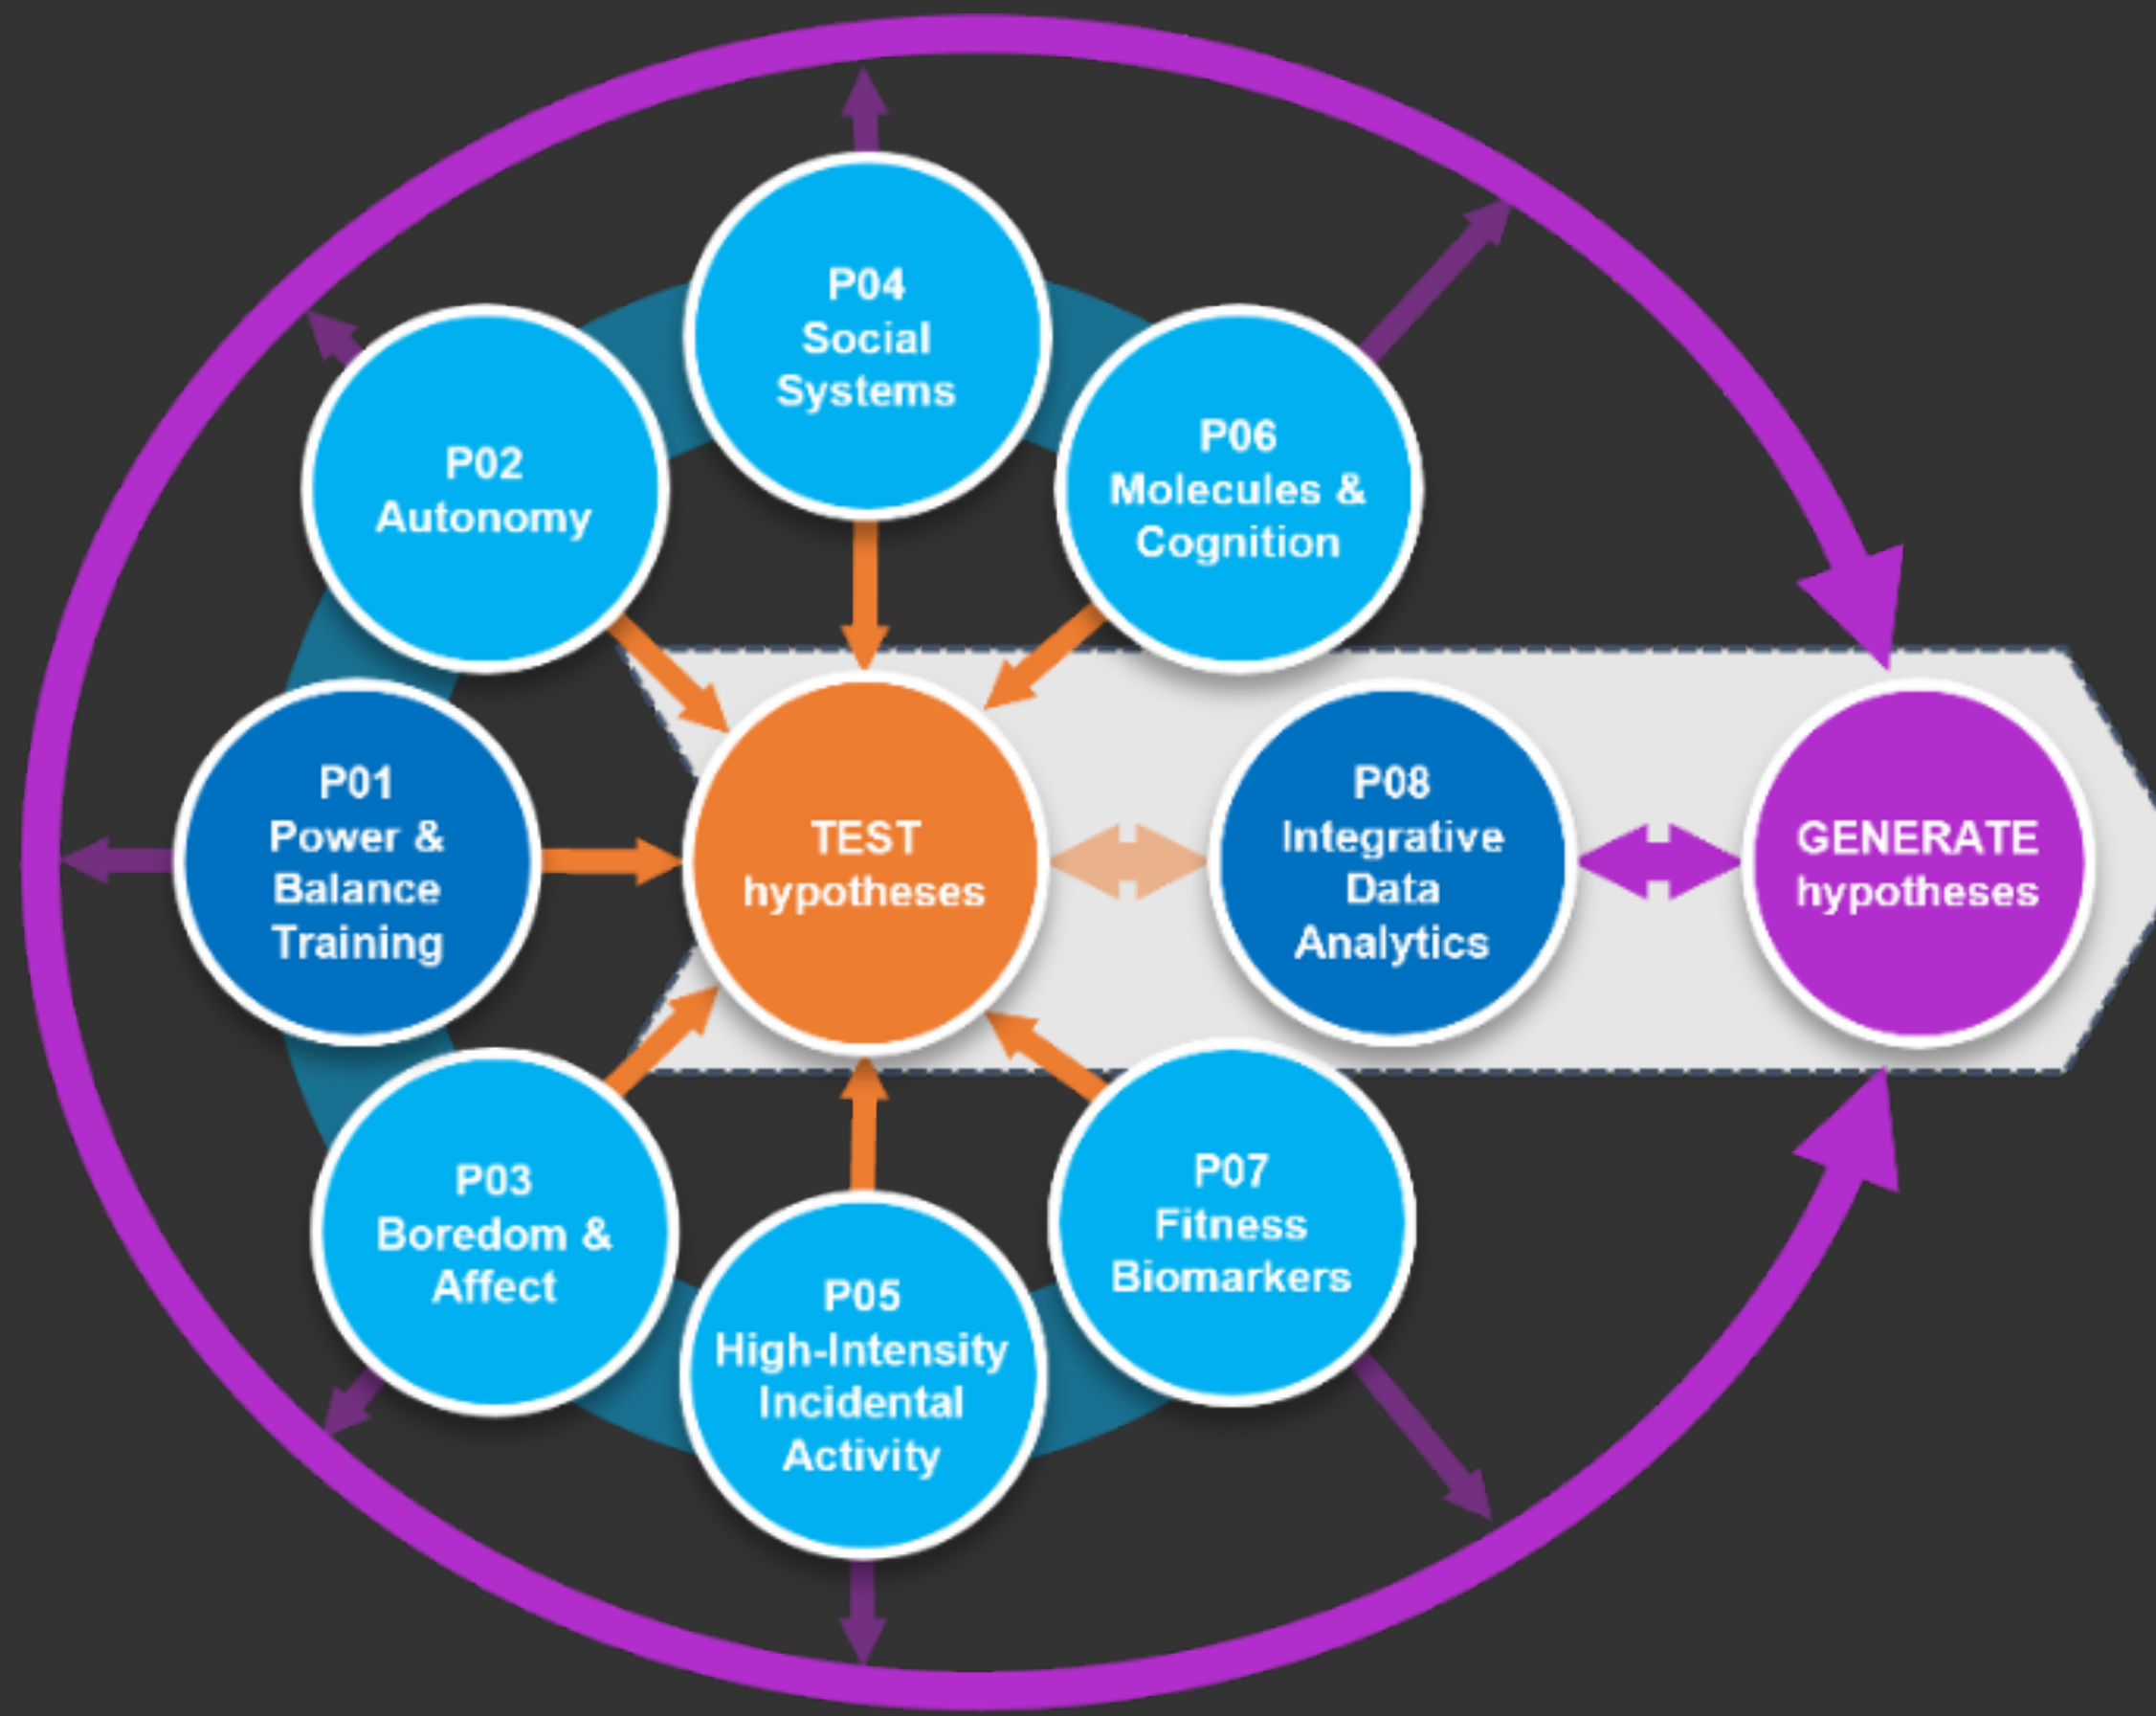 P04
Social
Systems
P02
Autonomy
P06
Molecules &
Cognition
P01
Power &
Balance
Training
TEST
hypotheses
P08
Integrative
Data
Analytics
GENERATE
hypotheses
P03
Boredom &
Affect
P05
High-Intensity
Incidental
Activity
P07
Fitness
Biomarkers